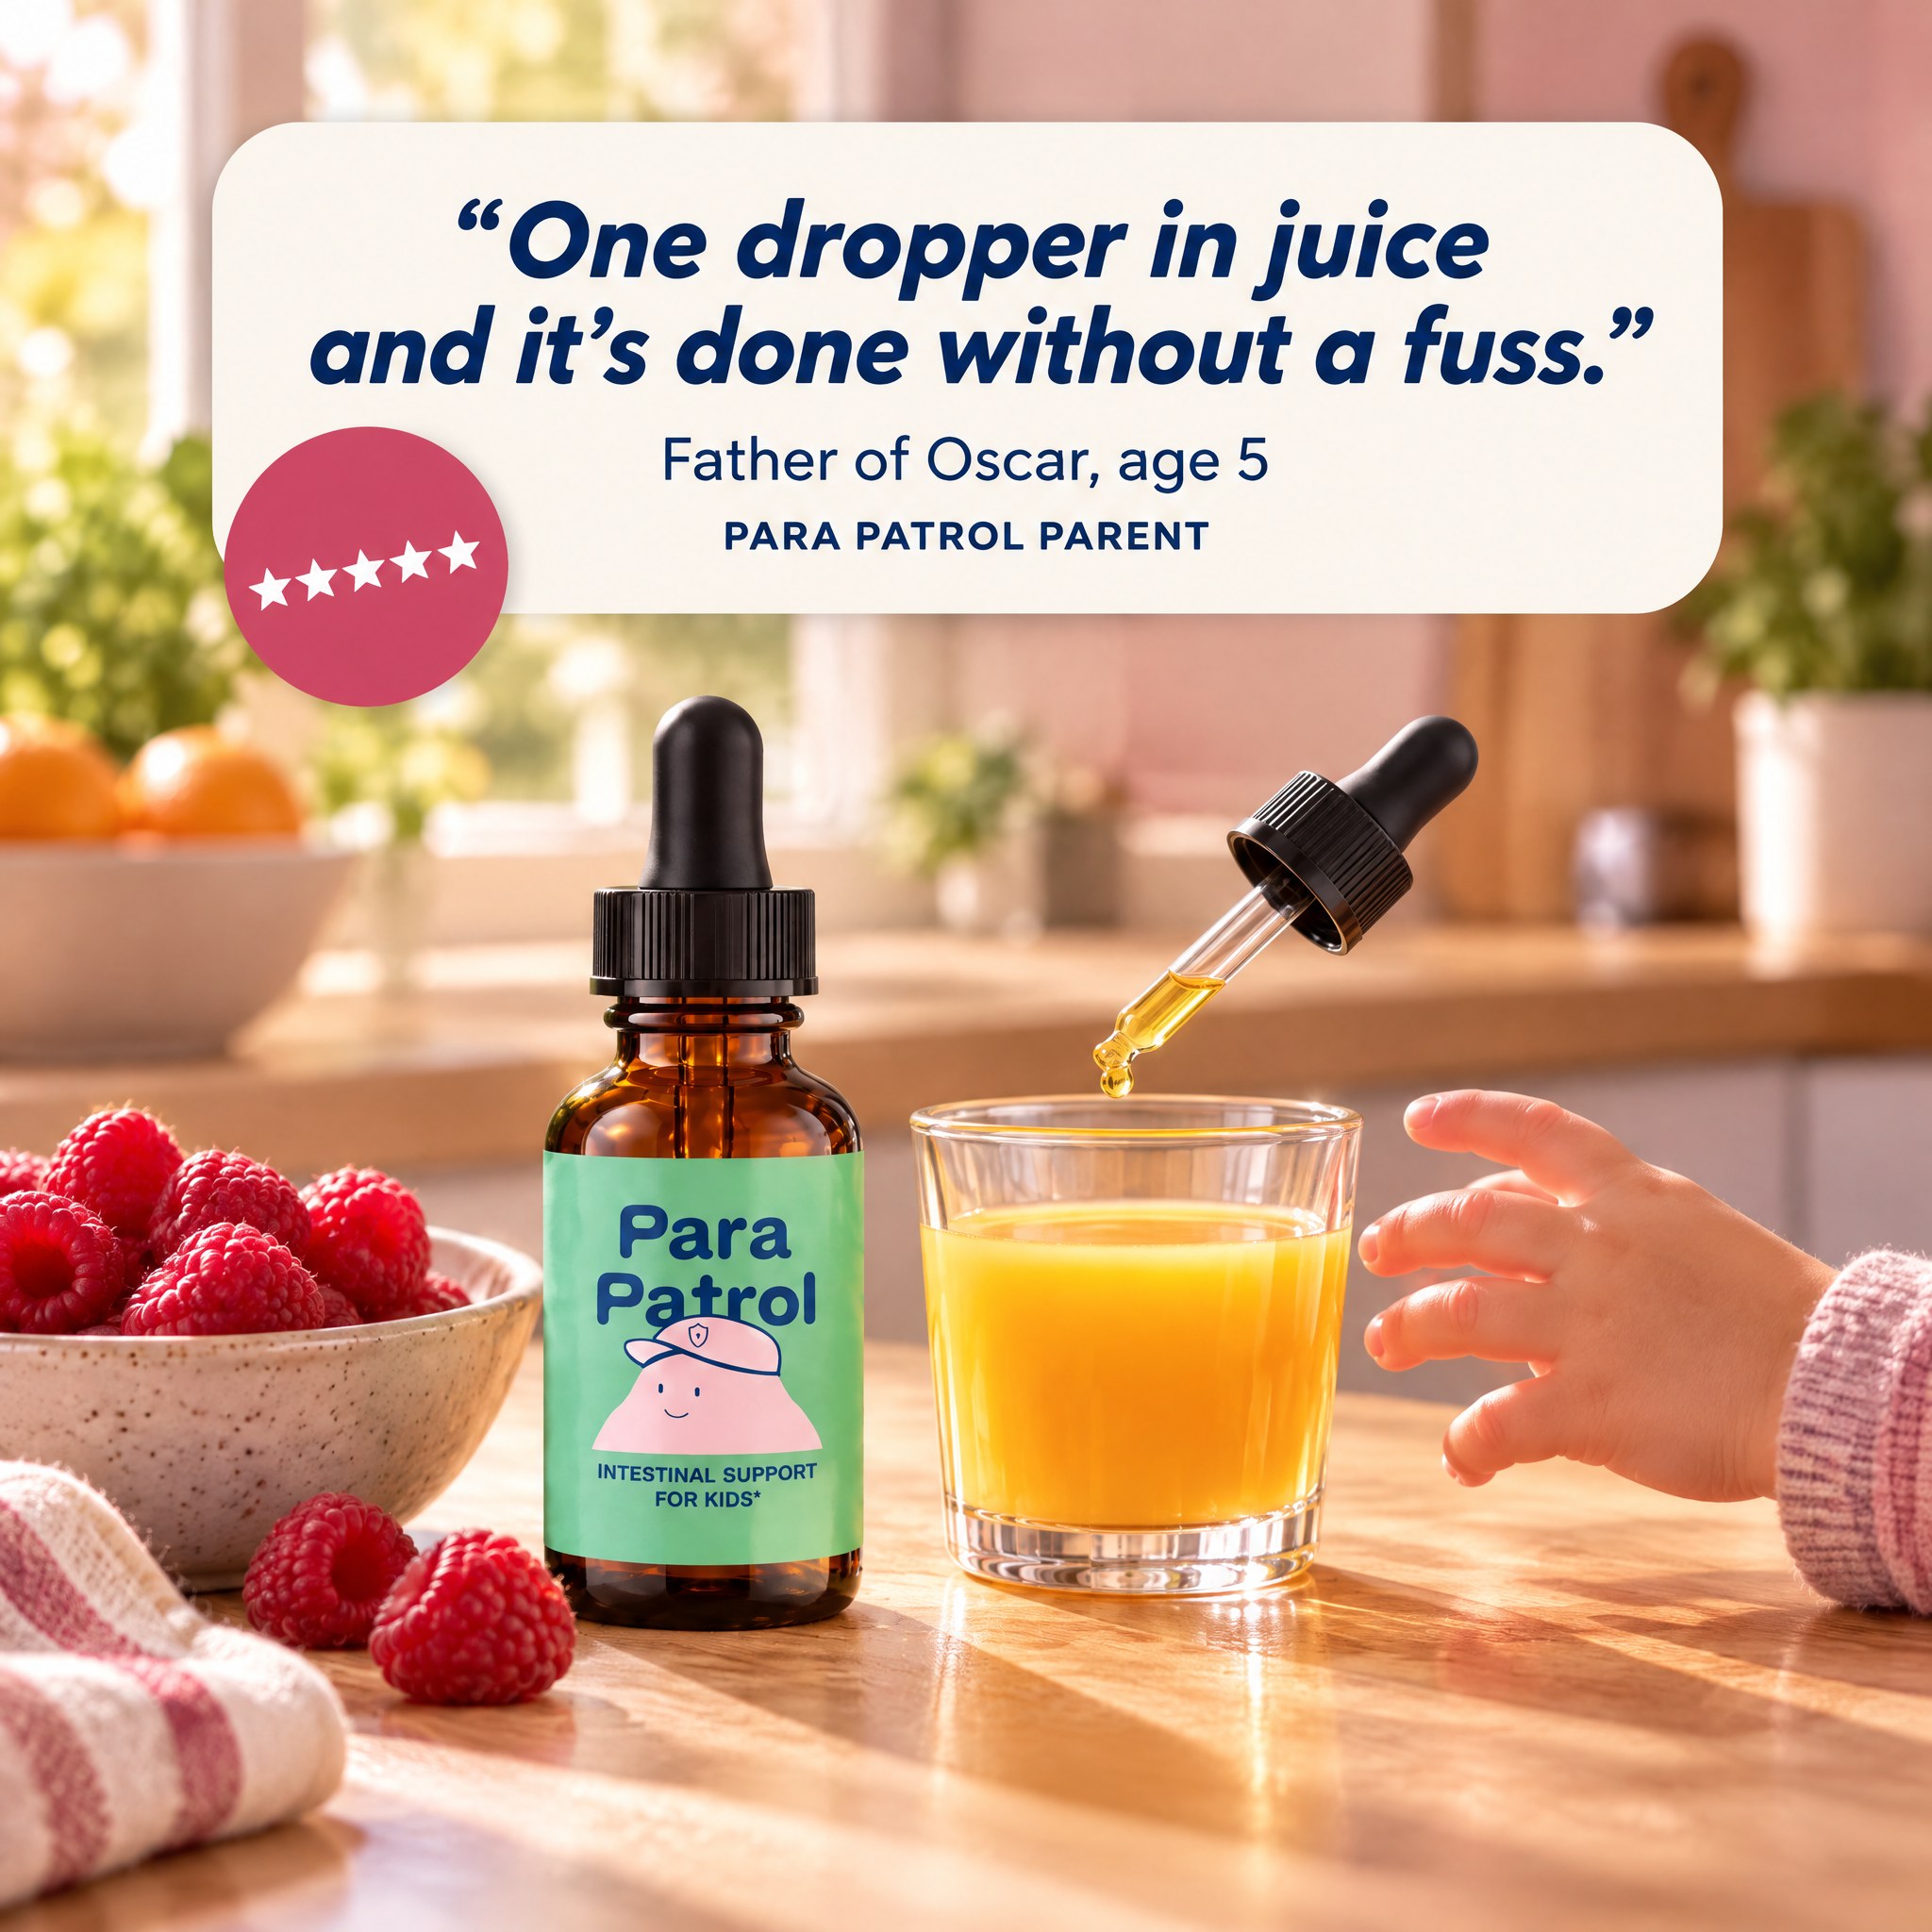 “One dropper in juice
and it’s done without a fuss.”
Father of Oscar, age 5
PARA PATROL PARENT
Para
Patrol
INTESTINAL SUPPORT
FOR KIDS*